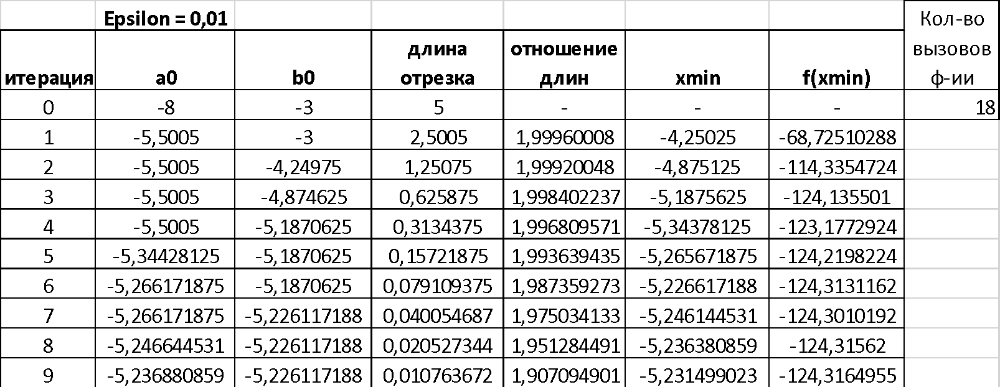 Epsilon = 0,01 Кол-во
длина отношение вызовов
итерация a0 b0 отрезка длин xmin f(xmin) ф-ии
0 -8 -3 5 - - - 18
1 -5,5005 -3 2,5005 1,99960008 -4,25025 -68,72510288
2 -5,5005 -4,24975 1,25075 1,99920048 -4,875125 -114,3354724
3 -5,5005 -4,874625 0,625875 1,998402237 -5,1875625 -124,135501
4 -5,5005 -5,1870625 0,3134375 1,996809571 -5,34378125 -123,1772924
5 -5,34428125 -5,1870625 0,15721875 1,993639435 -5,265671875 -124,2198224
6 -5,266171875 -5,1870625 0,079109375 1,987359273 -5,226617188 -124,3131162
7 -5,266171875 -5,226117188 0,040054687 1,975034133 -5,246144531 -124,3010192
8 -5,246644531 -5,226117188 0,020527344 1,951284491 -5,236380859 -124,31562
9 -5,236880859 -5,226117188 0,010763672 1,907094901 -5,231499023 -124,3164955